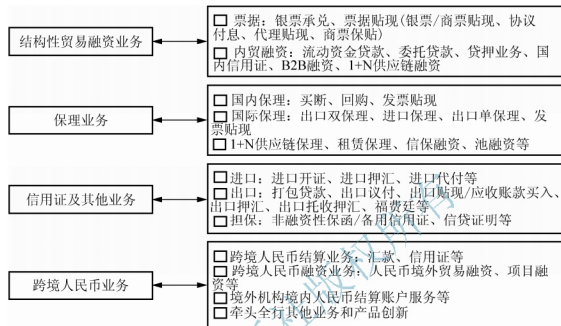 结构性贸易融资业务
□ 票据：银票承兑、票据贴现(银票/商票贴现、协议
付息、代理贴现、商票保贴)
□ 内贸融资：流动资金贷款、委托贷款、贷押业务、国
内信用证、B2B融资、1+N供应链融资
保理业务
□ 国内保理：买断、回购、发票贴现
□ 国际保理：出口双保理、进口保理、出口单保理、发
票贴现
□ 1+N供应链保理、租赁保理、信保融资、池融资等
信用证及其他业务
□ 进口：进口开证、进口押汇、进口代付等
□ 出口：打包贷款、出口议付、出口贴现/应收账款买入、
出口押汇、出口托收押汇、福费廷等
□ 担保：非融资性保函/备用信用证、信贷证明等
跨境人民币业务
□ 跨境人民币结算业务：汇款、信用证等
□ 跨境人民币融资业务：人民币境外贸易融资、项目融
资等
□ 境外机构境内人民币结算账户服务等
□ 牵头全行其他业务和产品创新
版权所有